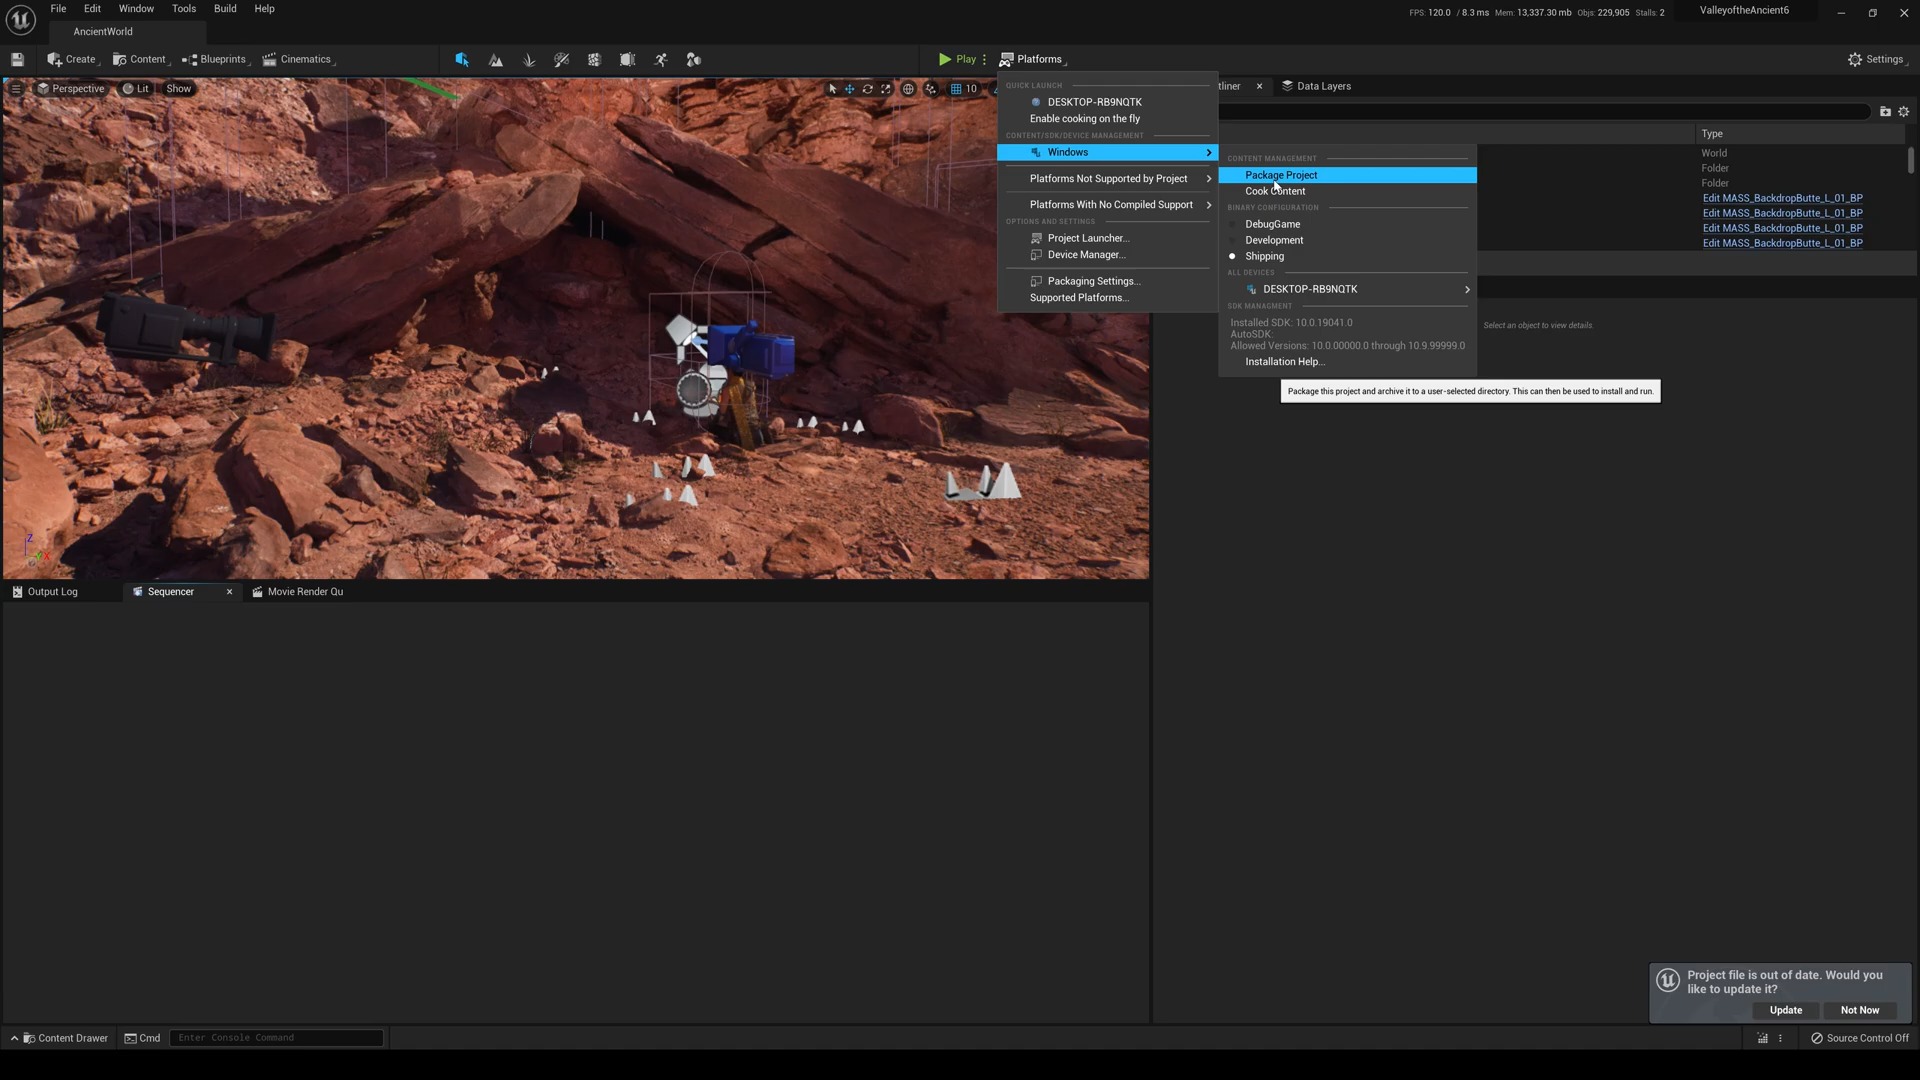 File Edit Window Tools Build Help
FPS: 120.0 / 8.3 ms Mem: 13,337.30 mb Objs: 229,905 Stalls: 2
ValleyoftheAncient6
AncientWorld
Create Content Blueprints Cinematics
Play Platforms Settings
Perspective Lit Show
10
QUICK LAUNCH
DESKTOP-RB9NQTK
Enable cooking on the fly
CONTENT/SDK/DEVICE MANAGEMENT
Windows
Platforms Not Supported by Project
Platforms With No Compiled Support
OPTIONS AND SETTINGS
Project Launcher...
Device Manager...
Packaging Settings...
Supported Platforms...
CONTENT MANAGEMENT
Package Project
Cook Content
BINARY CONFIGURATION
DebugGame
Development
Shipping
ALL DEVICES
DESKTOP-RB9NQTK
SDK MANAGMENT
Installed SDK: 10.0.19041.0
AutoSDK:
Allowed Versions: 10.0.00000.0 through 10.9.99999.0
Installation Help...
Package this project and archive it to a user-selected directory. This can then be used to install and run.
tliner Data Layers
Type
World
Folder
Folder
Edit MASS_BackdropButte_L_01_BP
Edit MASS_BackdropButte_L_01_BP
Edit MASS_BackdropButte_L_01_BP
Edit MASS_BackdropButte_L_01_BP
Select an object to view details.
Z
Y X
Output Log Sequencer Movie Render Qu
Project file is out of date. Would you
like to update it?
Update Not Now
Content Drawer Cmd Enter Console Command
Source Control Off